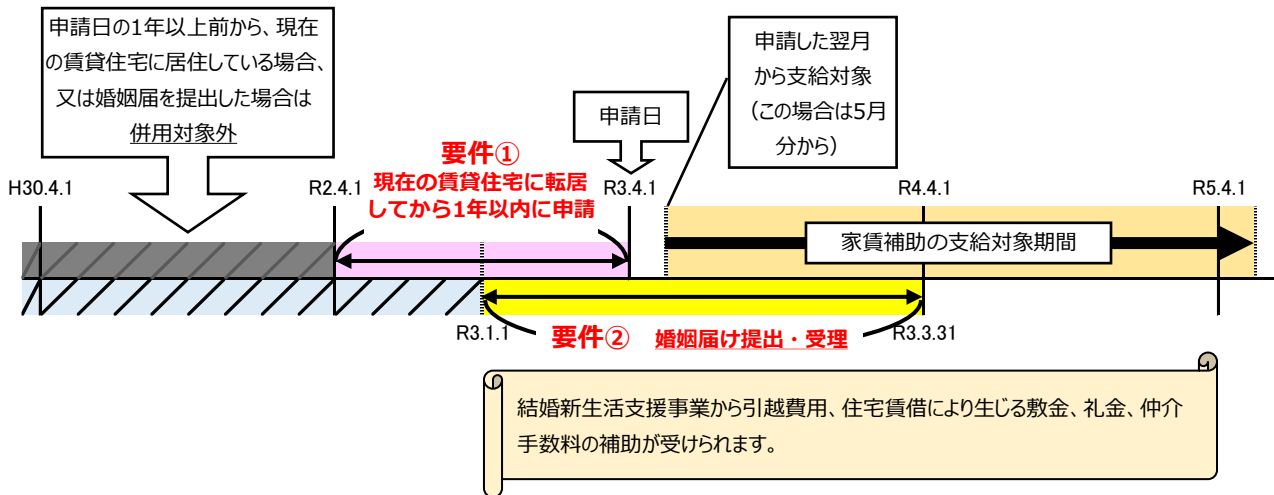 申請日の1年以上前から、現在
の賃貸住宅に居住している場合、
又は婚姻届を提出した場合は
併用対象外
申請した翌月
から支給対象
（この場合は5月
分から）
申請日
要件①
現在の賃貸住宅に転居
してから1年以内に申請
H30.4.1
R2.4.1
R3.4.1
R4.4.1
R5.4.1
家賃補助の支給対象期間
R3.1.1
要件② 婚姻届け提出・受理
R3.3.31
結婚新生活支援事業から引越費用、住宅賃借により生じる敷金、礼金、仲介
手数料の補助が受けられます。